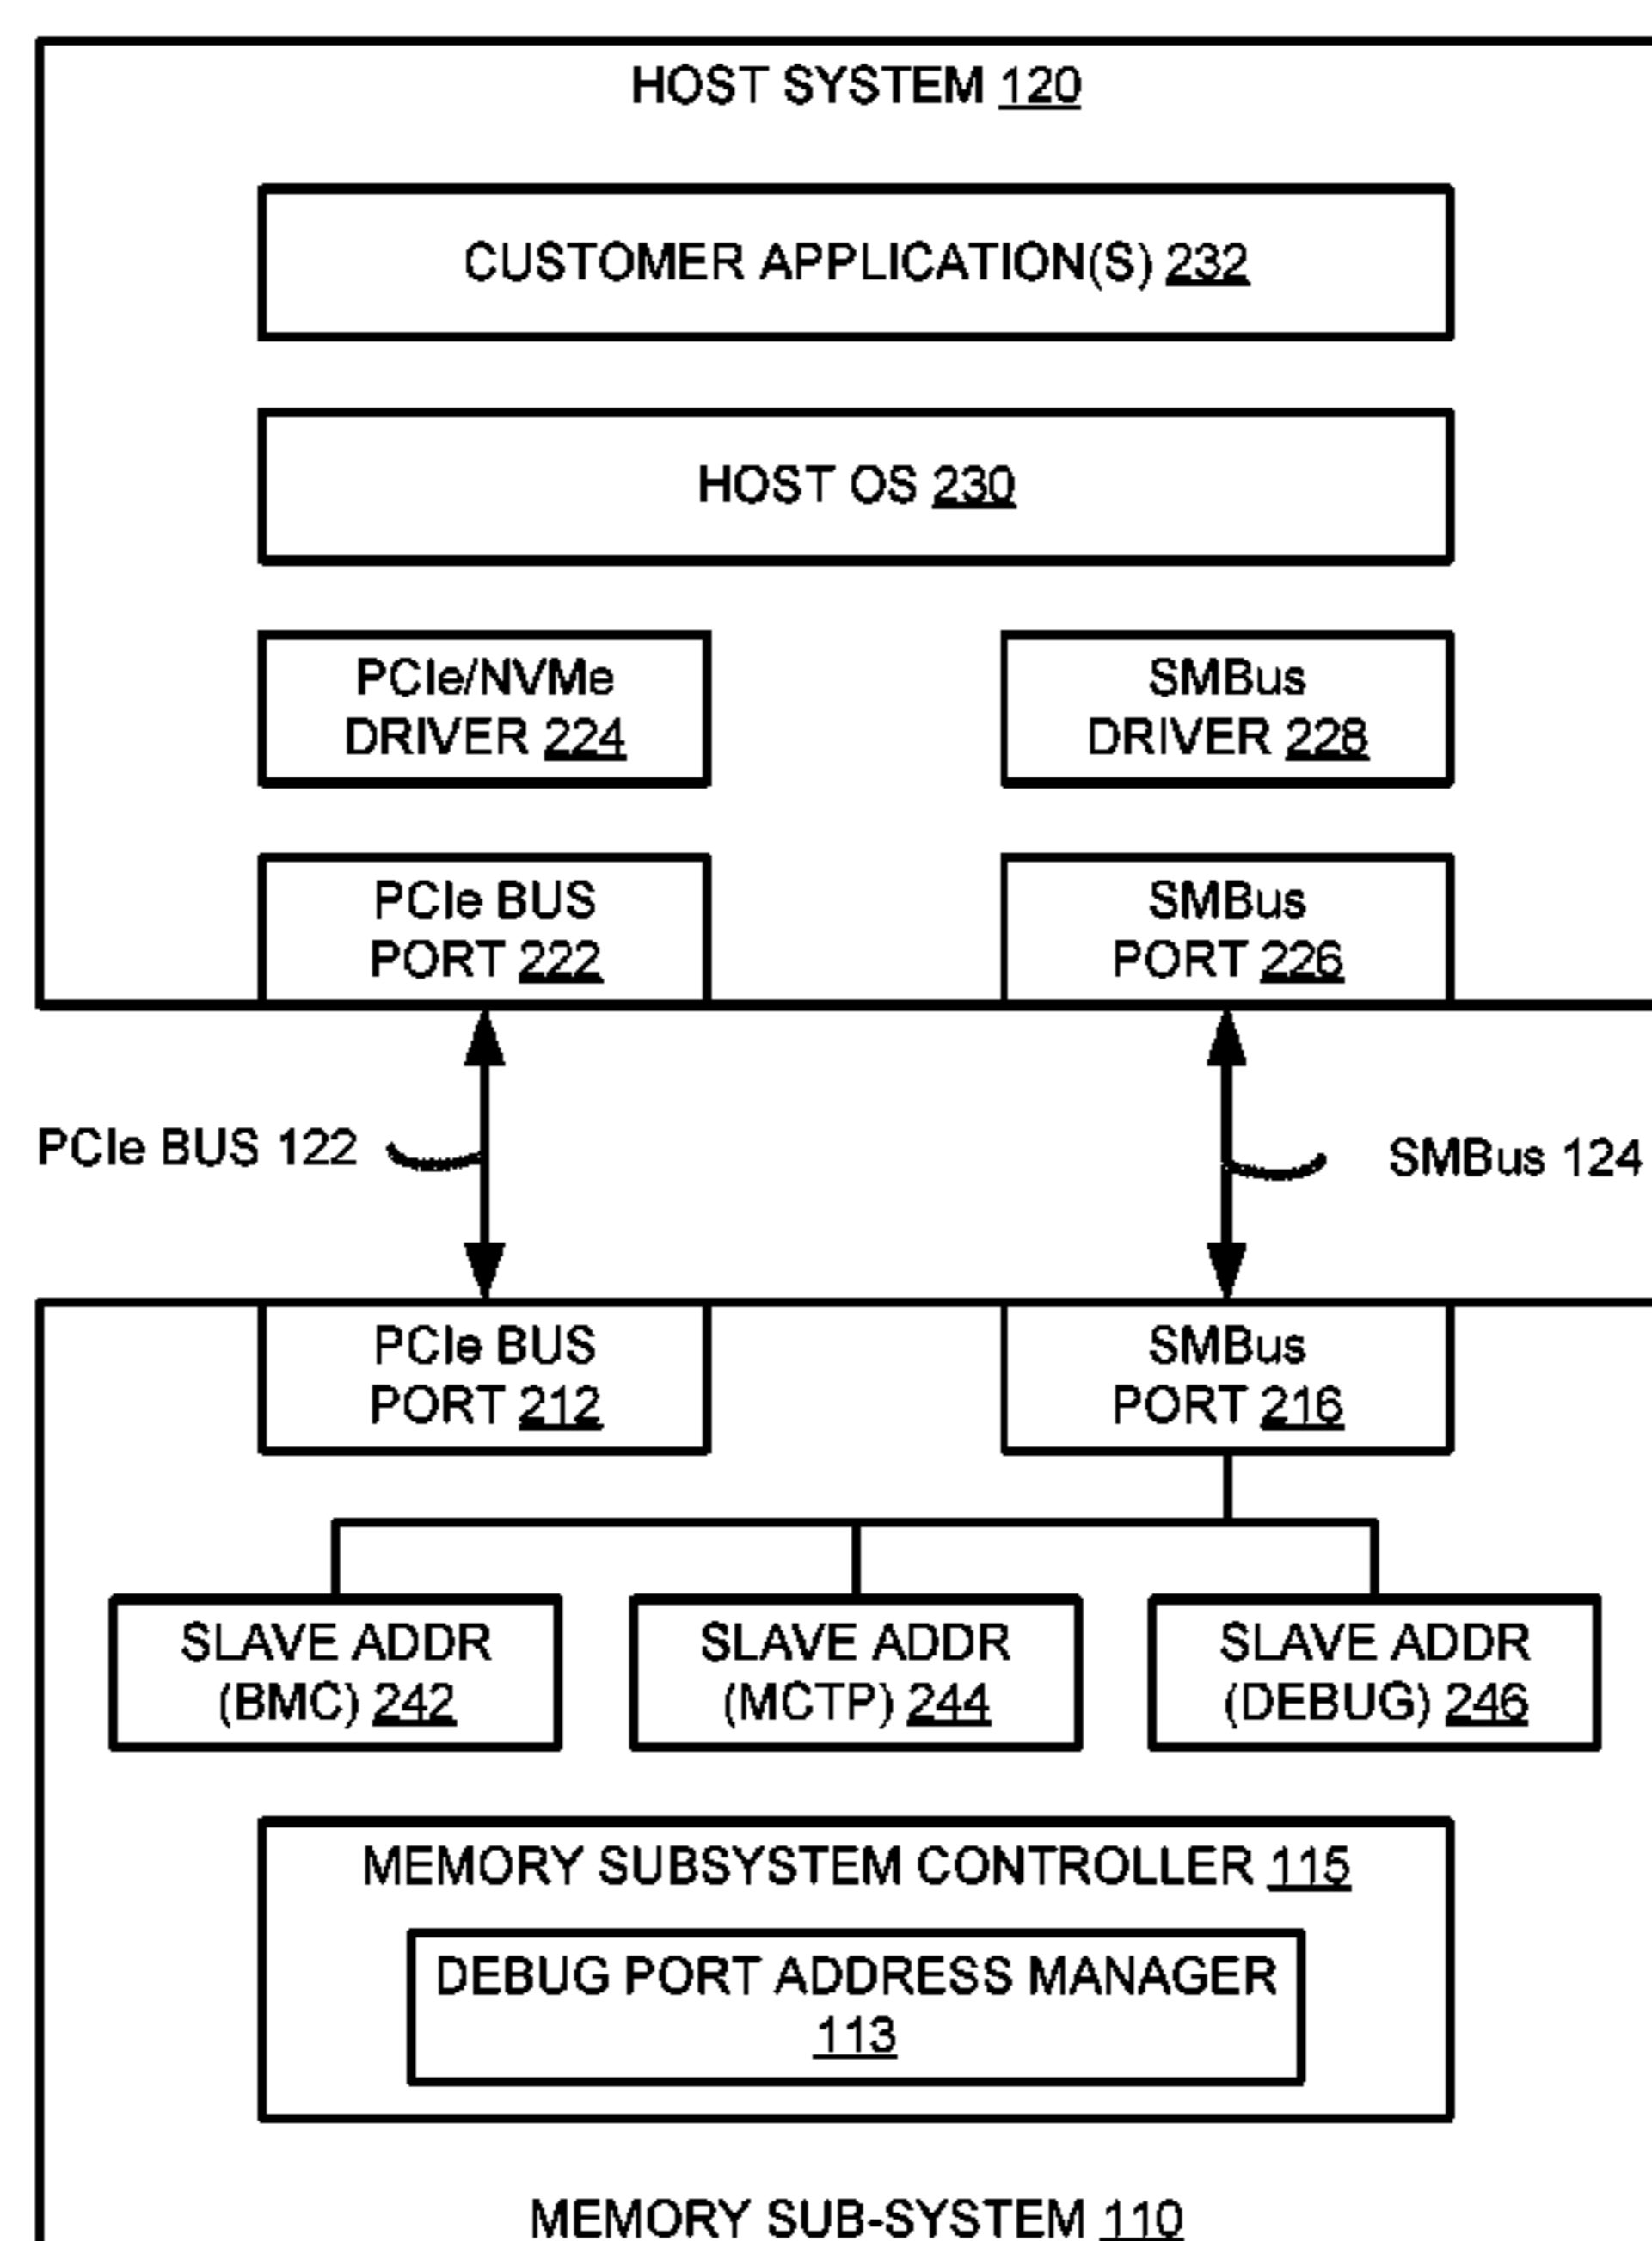 HOST SYSTEM 120
CUSTOMER APPLICATION(S) 232
HOST OS 230
PCIe/NVMe
DRIVER 224
SMBus
DRIVER 228
PCIe BUS
PORT 222
SMBus
PORT 226
PCIe BUS 122
SMBus 124
PCIe BUS
PORT 212
SMBus
PORT 216
SLAVE ADDR
(BMC) 242
SLAVE ADDR
(MCTP) 244
SLAVE ADDR
(DEBUG) 246
MEMORY SUBSYSTEM CONTROLLER 115
DEBUG PORT ADDRESS MANAGER
113
MEMORY SUB-SYSTEM 110